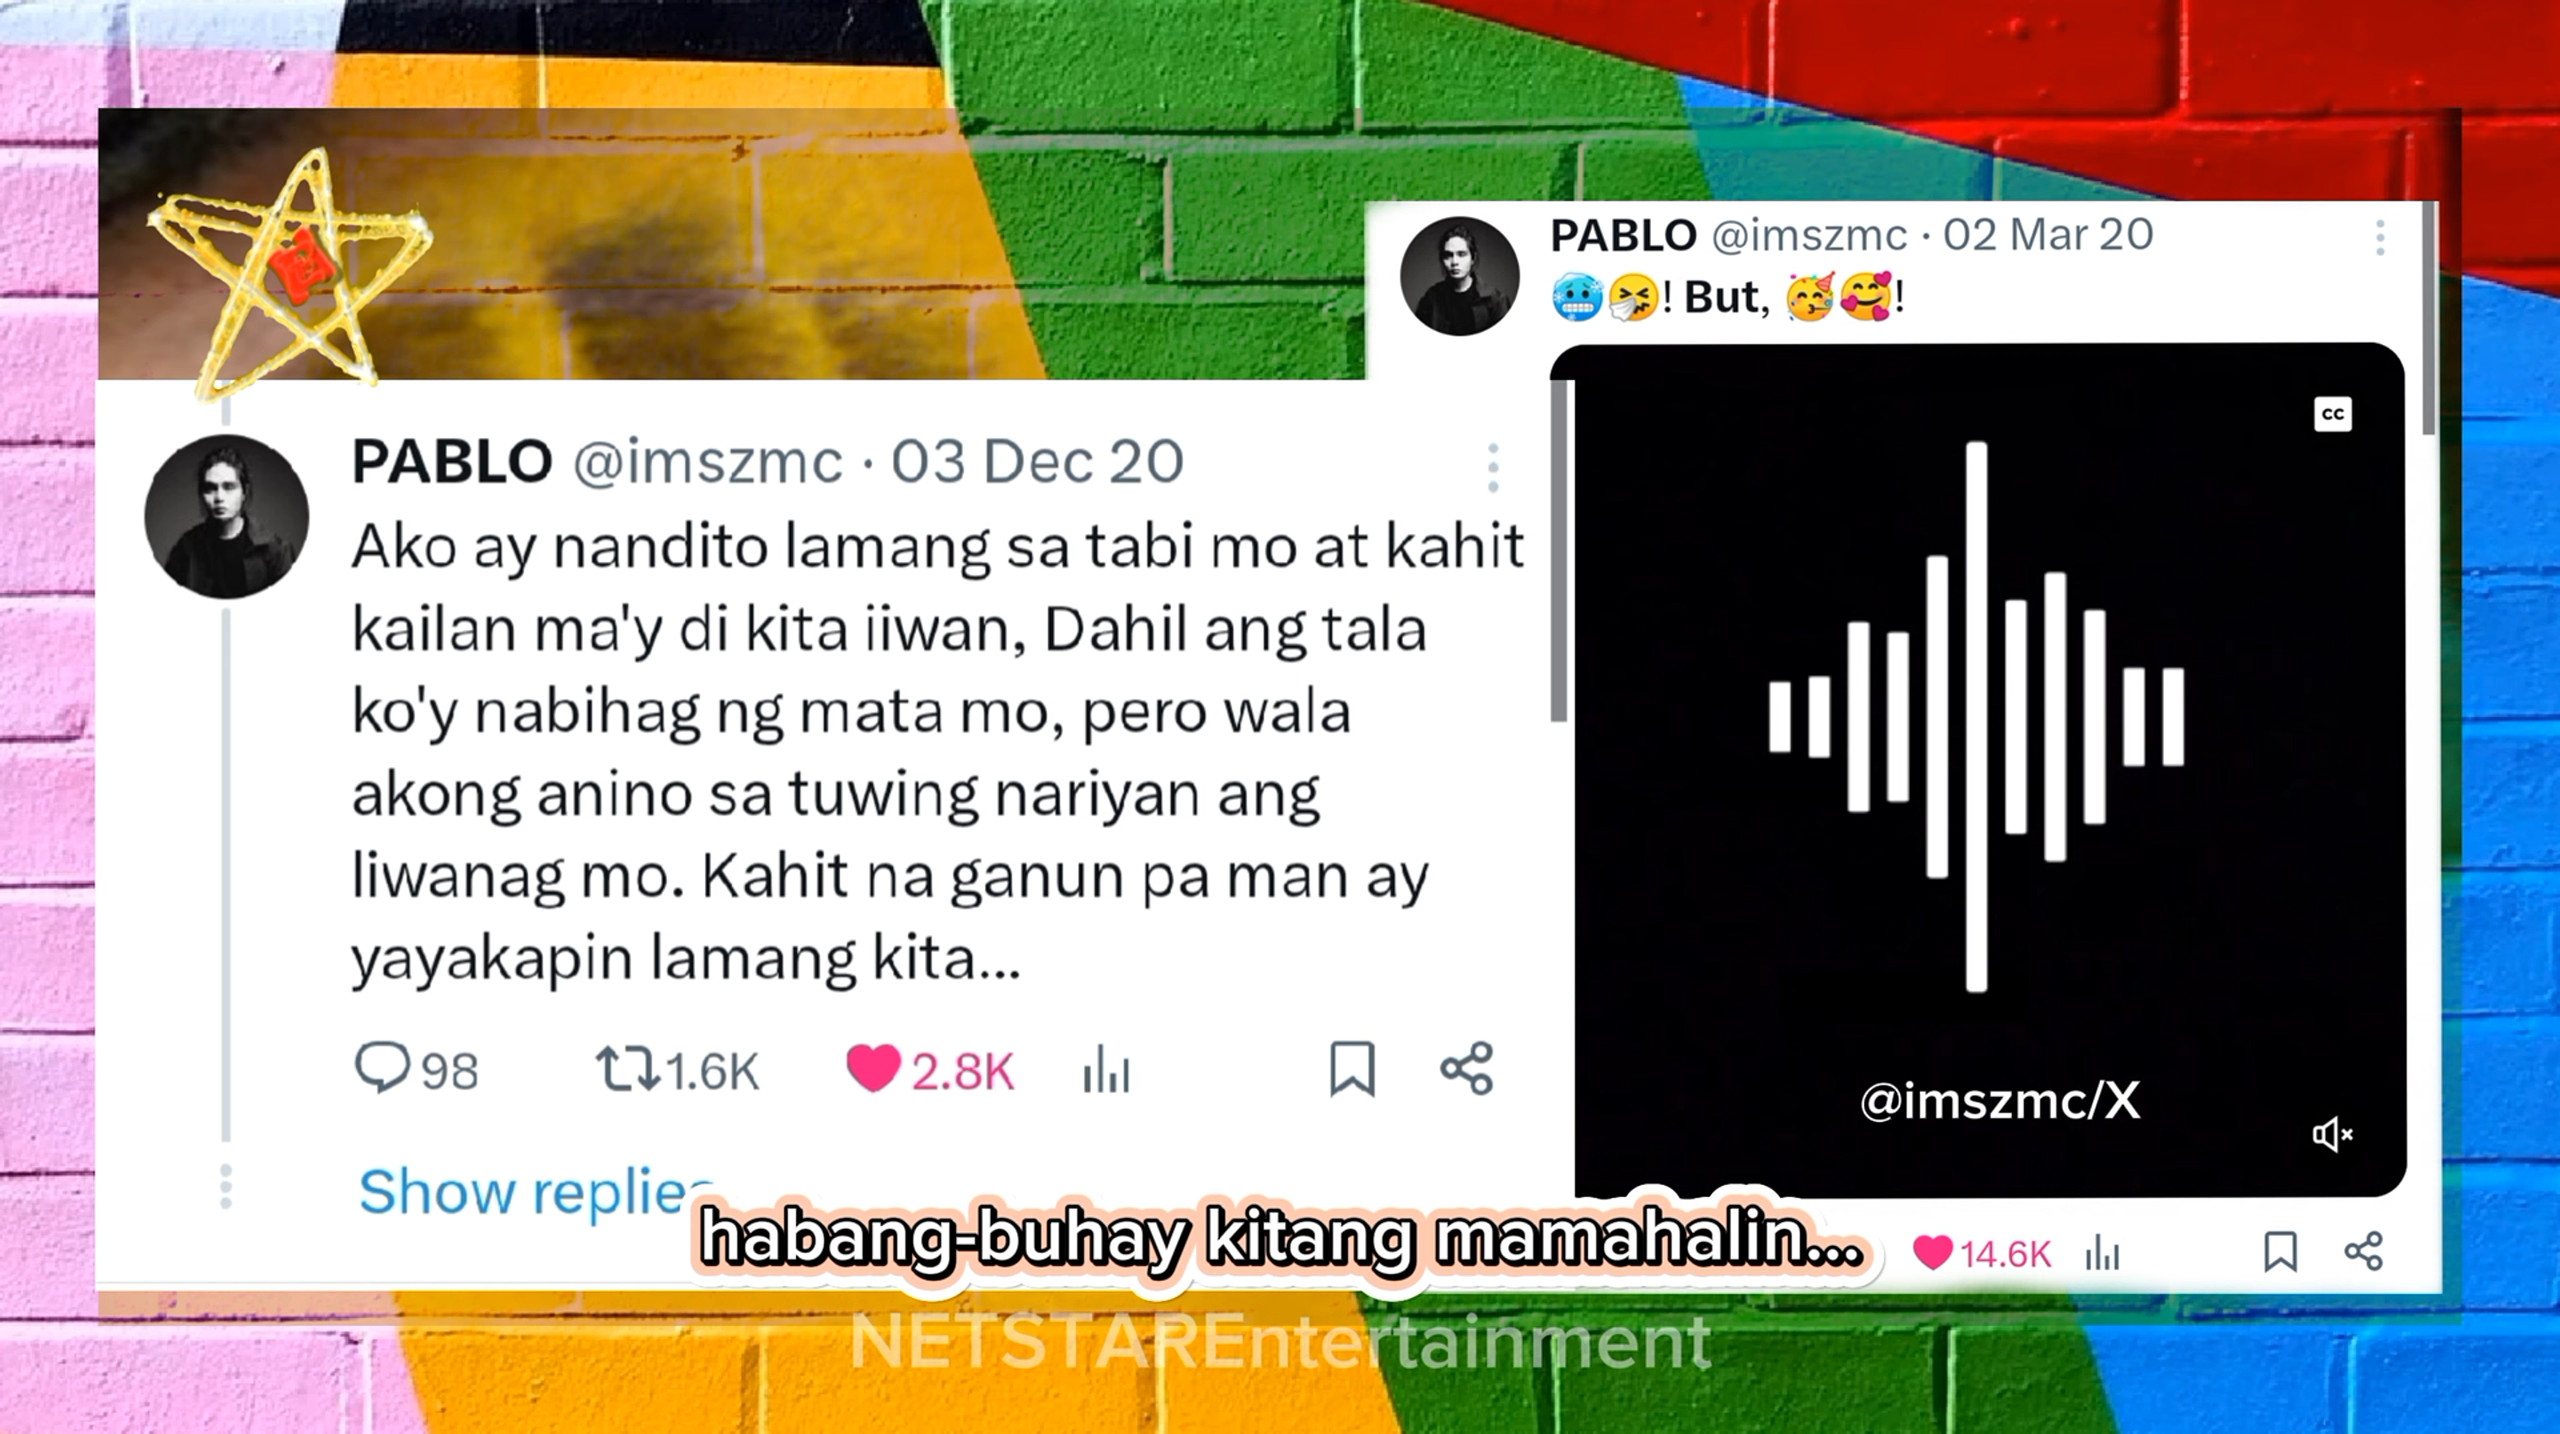 PABLO @imszmc · 02 Mar 20
🥶🤧! But, 🥳🥰!
CC
@imszmc/X
14.6K
PABLO @imszmc · 03 Dec 20
Ako ay nandito lamang sa tabi mo at kahit
kailan ma'y di kita iiwan, Dahil ang tala
ko'y nabihag ng mata mo, pero wala
akong anino sa tuwing nariyan ang
liwanag mo. Kahit na ganun pa man ay
yayakapin lamang kita...
98 1.6K 2.8K
Show replies
habang-buhay kitang mamahalin...
NETSTAREntertainment